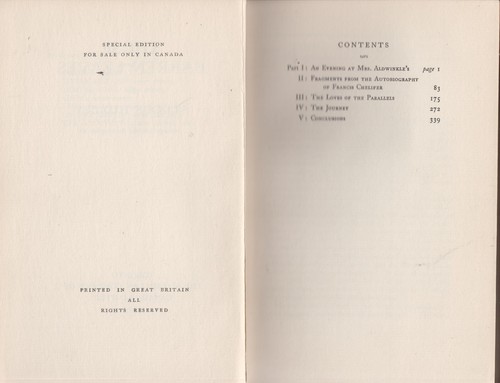 SPECIAL EDITION
FOR SALE ONLY IN CANADA
PRINTED IN GREAT BRITAIN
ALL
RIGHTS RESERVED
CONTENTS
Part I: An Evening at Mrs. Aldwinkle's page 1
II: Fragments from the Autobiography
of Francis Chelifer 83
III: The Loves of the Parallels 175
IV: The Journey 272
V: Conclusions 339